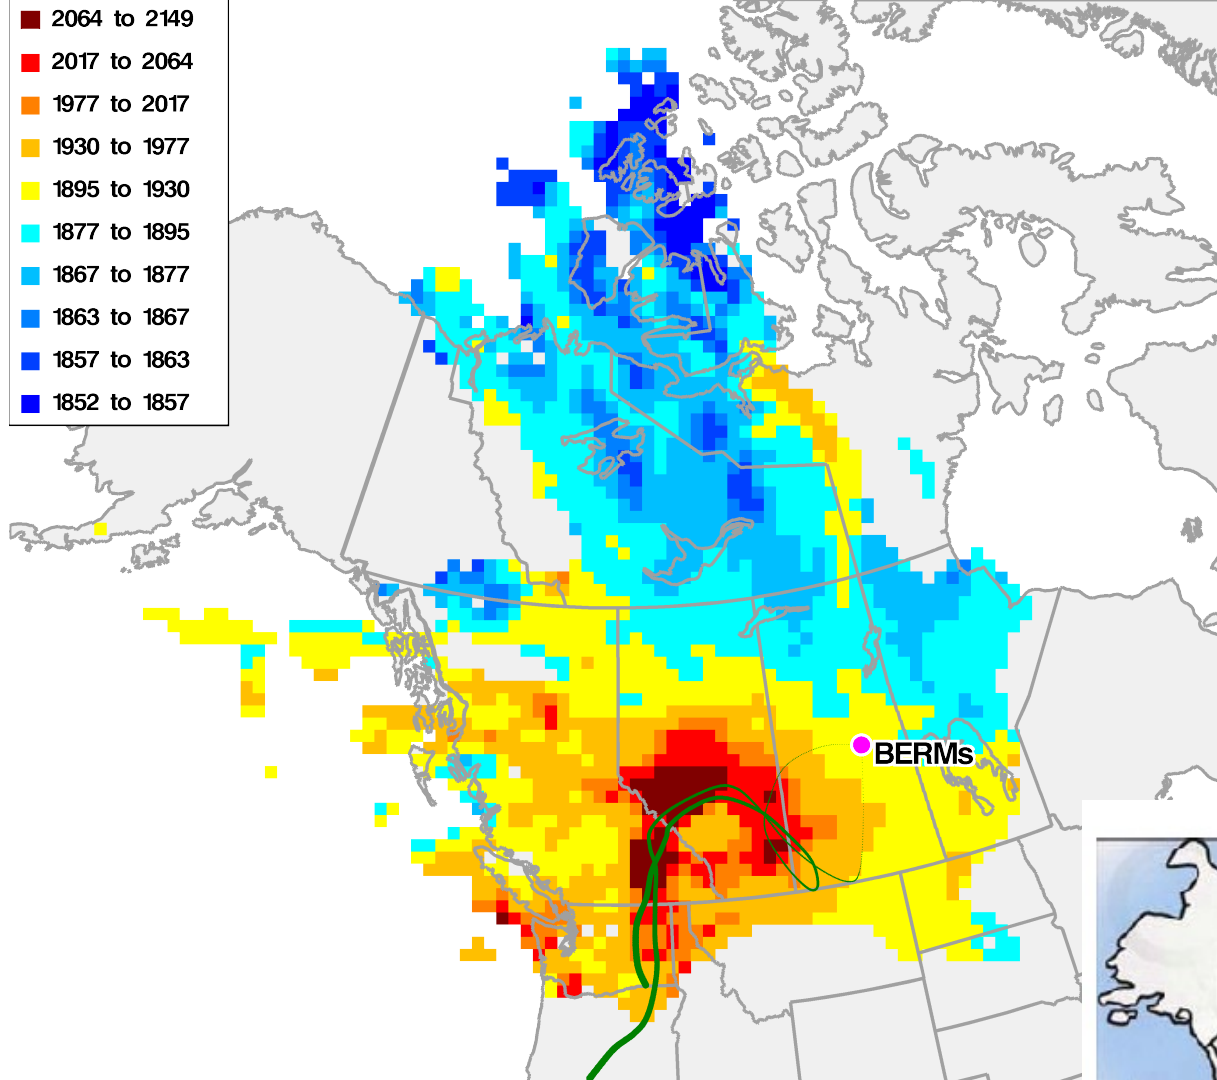 2064 to 2149
2017 to 2064
1977 to 2017
1930 to 1977
1895 to 1930
1877 to 1895
1867 to 1877
1863 to 1867
1857 to 1863
1852 to 1857
BERMs